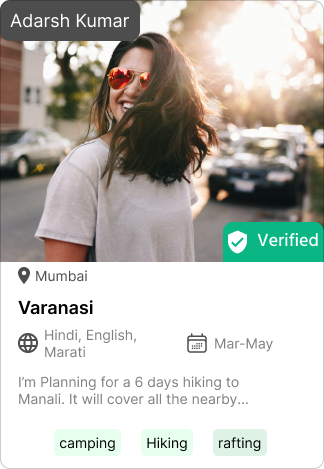 Adarsh Kumar
Verified
Mumbai
Varanasi
Hindi, English,
Marati
Mar-May
I’m Planning for a 6 days hiking to
Manali. It will cover all the nearby...
camping
Hiking
rafting